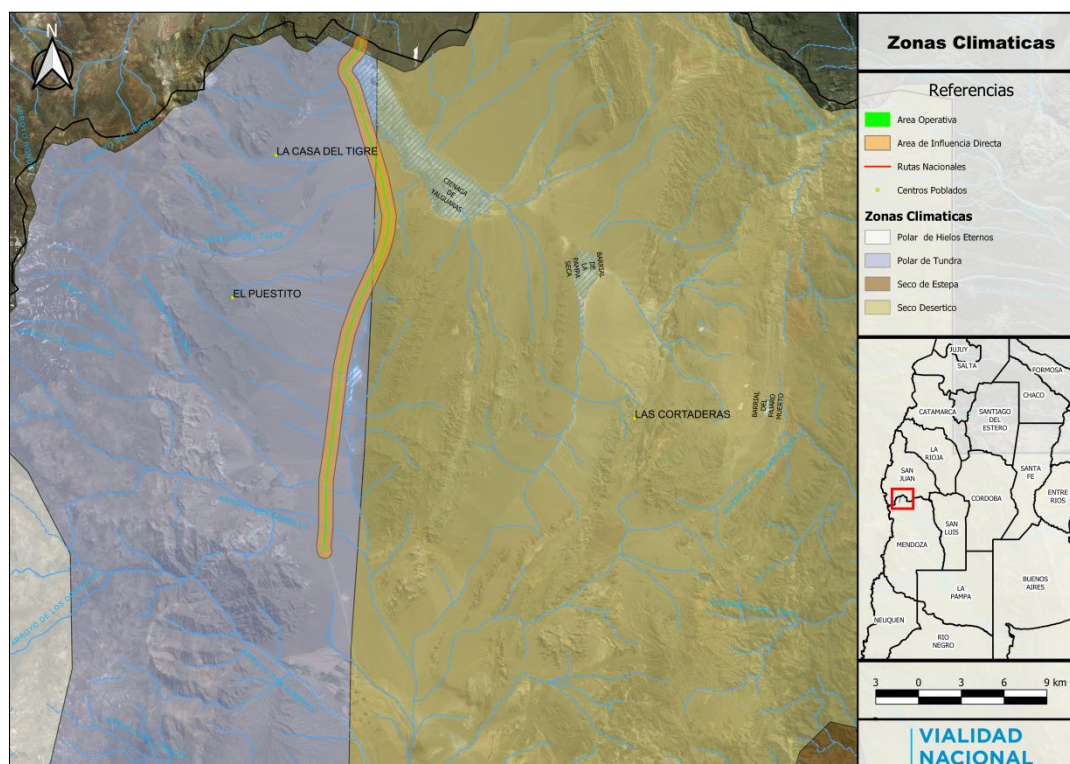 Zonas Climaticas
Referencias
Area Operativa
Area de Influencia Directa
Rutas Nacionales
Centros Poblados
Zonas Climaticas
Polar de Hielos Eternos
Polar de Tundra
Seco de Estepa
Seco Desertico
N
LA CASA DEL TIGRE
CIENAGA
DE
YALGUARAS
BARRIAL
DE
LA
PAMPA
SECA
EL PUESTITO
LAS CORTADERAS
BARRIAL
DEL
PAJARO
MUERTO
JUJUY
SALTA
FORMOSA
CHACO
CATAMARCA
SANTIAGO
DEL
ESTERO
LA
RIOJA
SANTA
FE
SAN
JUAN
CORDOBA
ENTRE
RIOS
SAN
LUIS
MENDOZA
BUENOS
AIRES
LA
PAMPA
NEUQUEN
RIO
NEGRO
3 0 3 6 9 km
VIALIDAD
NACIONAL